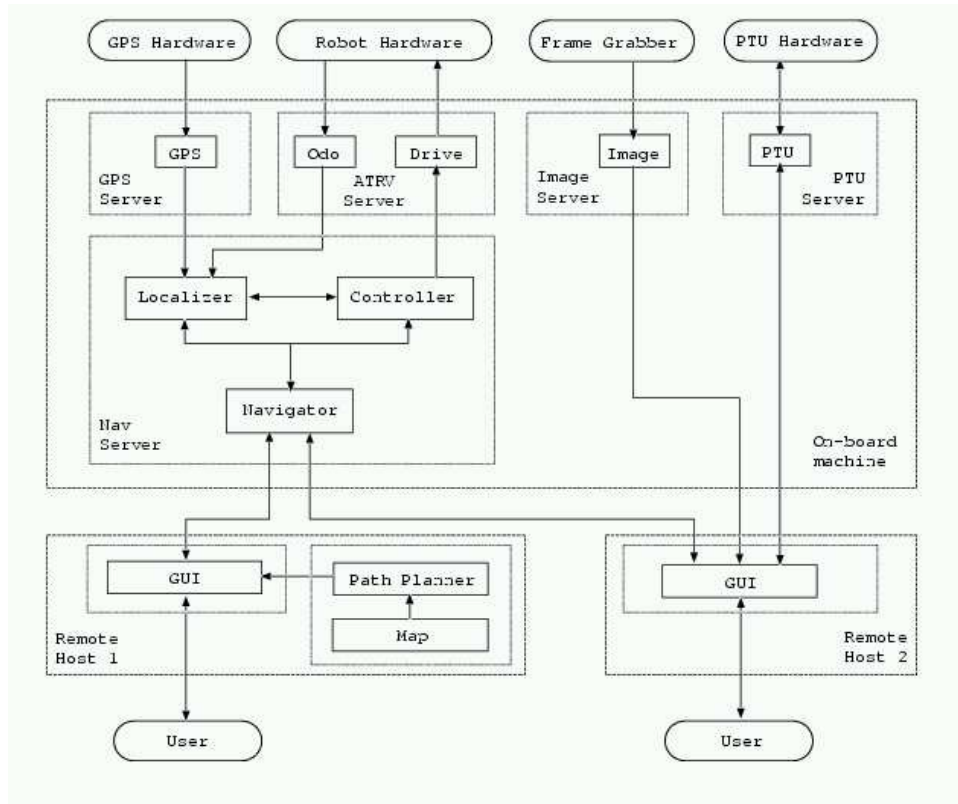 GPS Hardware
Robot Hardware
Frame Grabber
PTU Hardware
GPS
Odo
Drive
Image
PTU
GPS
Server
ATRV
Server
Image
Server
PTU
Server
Localizer
Controller
Navigator
Nav
Server
On-board
machine
GUI
Path Planner
Map
GUI
Remote
Host 1
Remote
Host 2
User
User